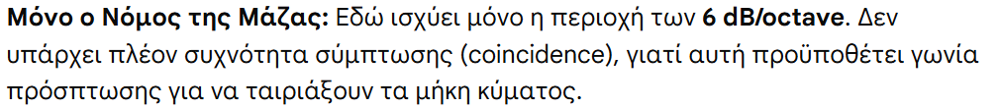 Μόνο ο Νόμος της Μάζας: Εδώ ισχύει μόνο η περιοχή των 6 dB/octave. Δεν
υπάρχει πλέον συχνότητα σύμπτωσης (coincidence), γιατί αυτή προϋποθέτει γωνία
πρόσπτωσης για να ταιριάξουν τα μήκη κύματος.